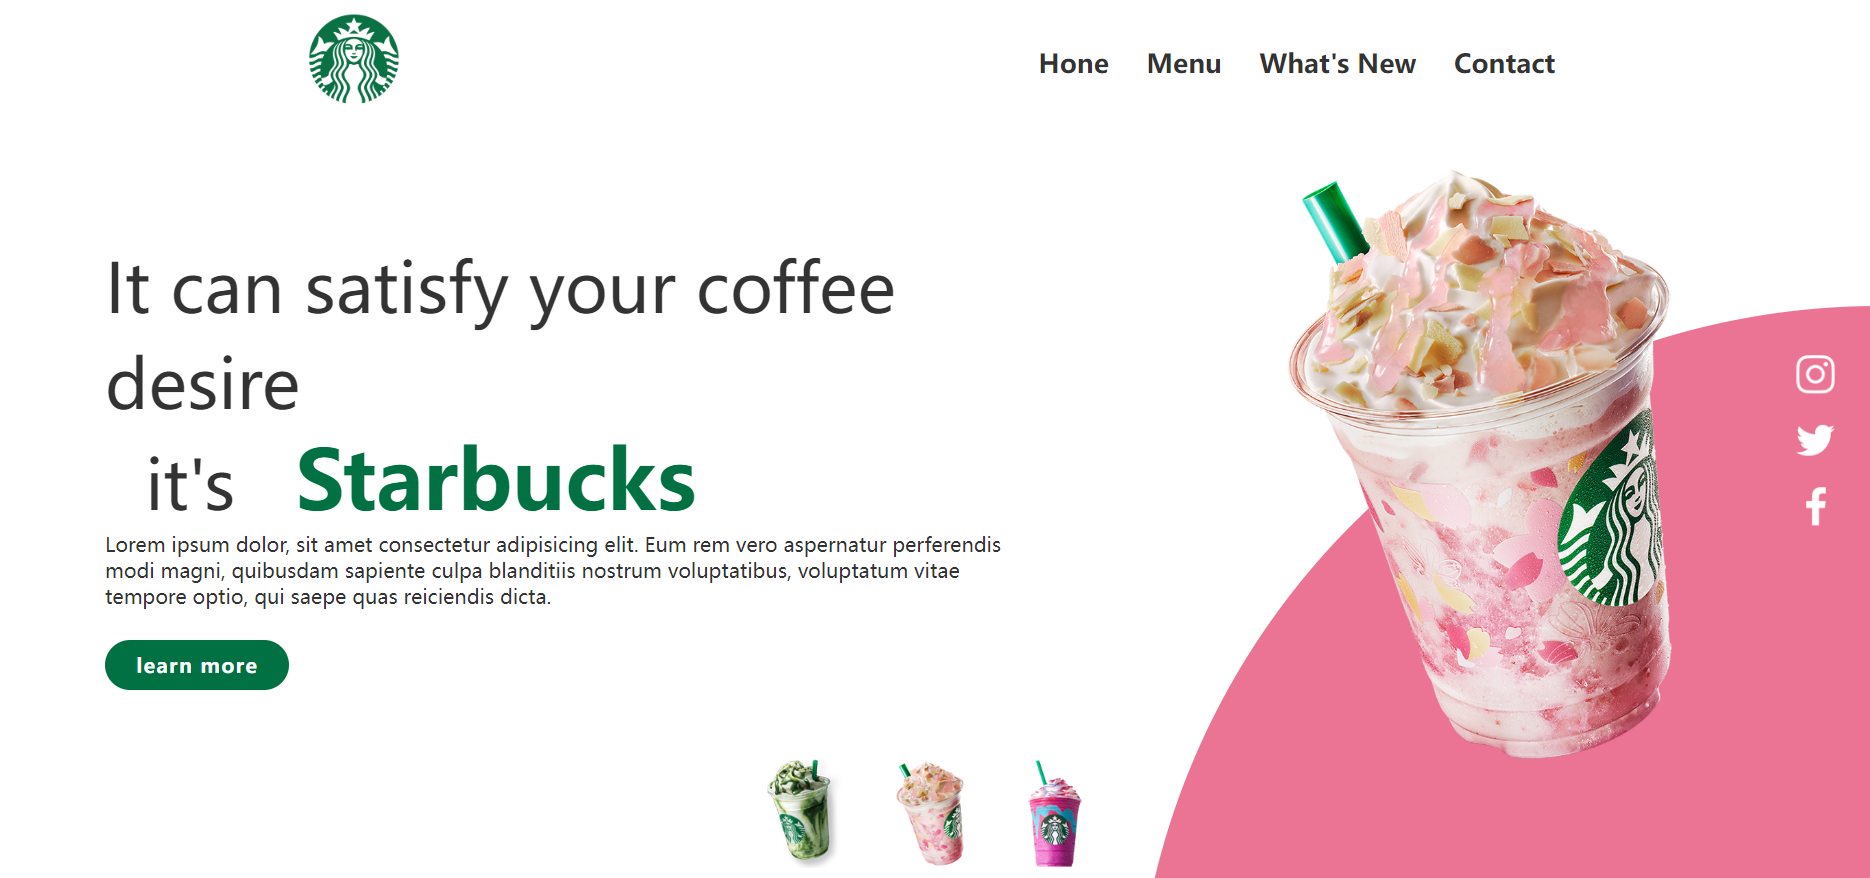 Hone Menu What's New Contact
It can satisfy your coffee
desire
it's Starbucks
Lorem ipsum dolor, sit amet consectetur adipisicing elit. Eum rem vero aspernatur perferendis
modi magni, quibusdam sapiente culpa blanditiis nostrum voluptatibus, voluptatum vitae
tempore optio, qui saepe quas reiciendis dicta.
learn more